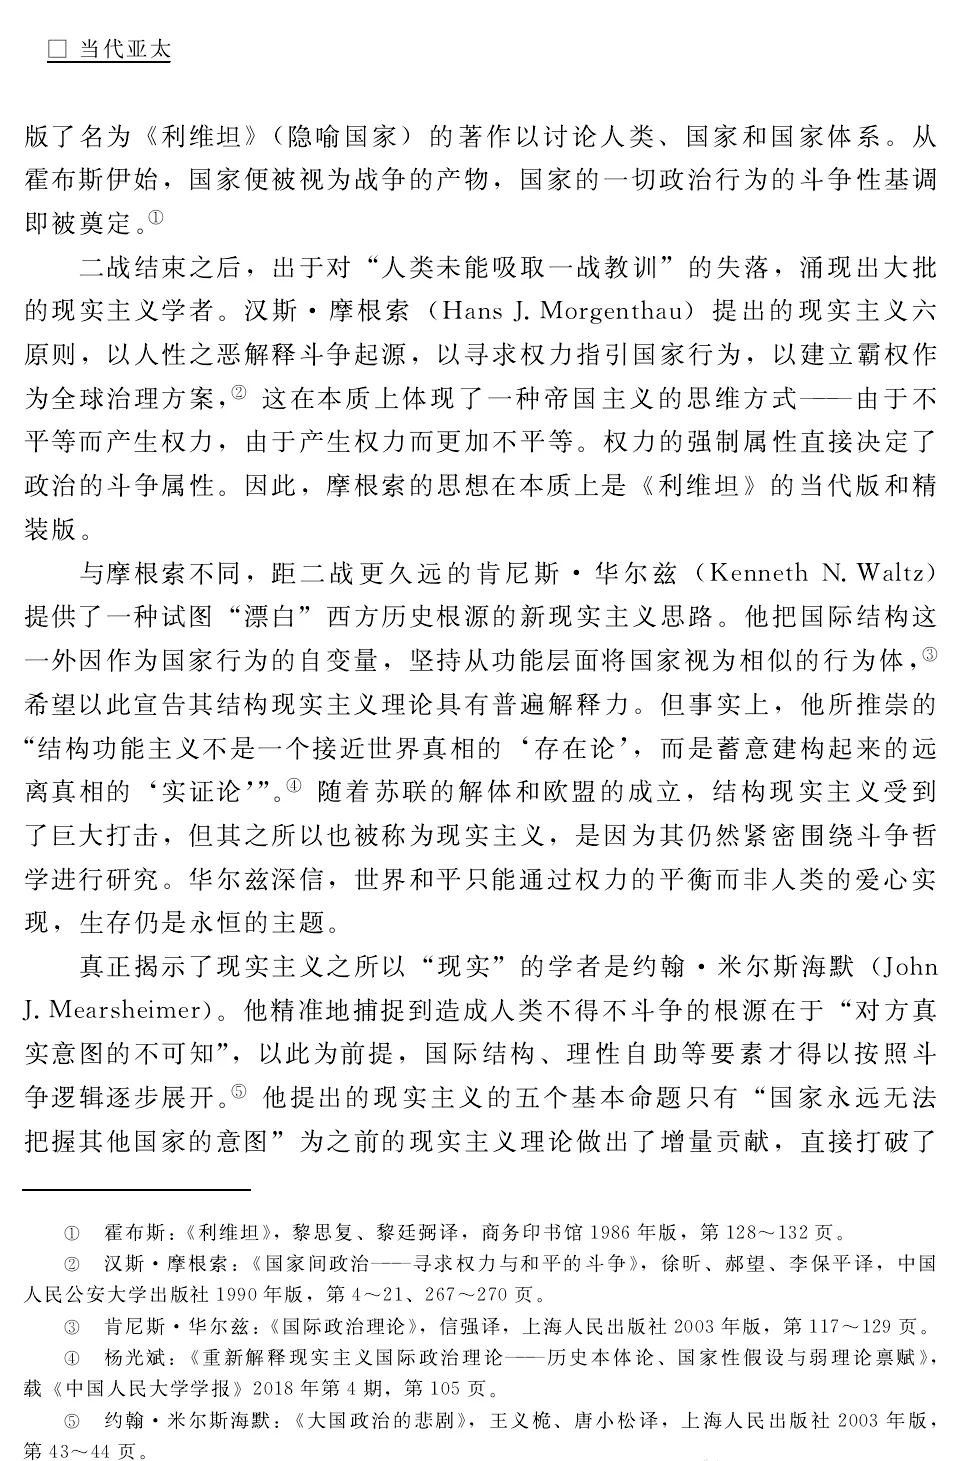 □ 当代亚太
版了名为《利维坦》（隐喻国家）的著作以讨论人类、国家和国家体系。从
霍布斯伊始，国家便被视为战争的产物，国家的一切政治行为的斗争性基调
即被奠定。①
二战结束之后，出于对“人类未能吸取一战教训”的失落，涌现出大批
的现实主义学者。汉斯·摩根索（Hans J. Morgenthau）提出的现实主义六
原则，以人性之恶解释斗争起源，以寻求权力指引国家行为，以建立霸权作
为全球治理方案，② 这在本质上体现了一种帝国主义的思维方式——由于不
平等而产生权力，由于产生权力而更加不平等。权力的强制属性直接决定了
政治的斗争属性。因此，摩根索的思想在本质上是《利维坦》的当代版和精
装版。
与摩根索不同，距二战更久远的肯尼斯·华尔兹（Kenneth N. Waltz）
提供了一种试图“漂白”西方历史根源的新现实主义思路。他把国际结构这
一外因作为国家行为的自变量，坚持从功能层面将国家视为相似的行为体，③
希望以此宣告其结构现实主义理论具有普遍解释力。但事实上，他所推崇的
“结构功能主义不是一个接近世界真相的‘存在论’，而是蓄意建构起来的远
离真相的‘实证论’”。④ 随着苏联的解体和欧盟的成立，结构现实主义受到
了巨大打击，但其之所以也被称为现实主义，是因为其仍然紧密围绕斗争哲
学进行研究。华尔兹深信，世界和平只能通过权力的平衡而非人类的爱心实
现，生存仍是永恒的主题。
真正揭示了现实主义之所以“现实”的学者是约翰·米尔斯海默（John
J. Mearsheimer）。他精准地捕捉到造成人类不得不斗争的根源在于“对方真
实意图的不可知”，以此为前提，国际结构、理性自助等要素才得以按照斗
争逻辑逐步展开。⑤ 他提出的现实主义的五个基本命题只有“国家永远无法
把握其他国家的意图”为之前的现实主义理论做出了增量贡献，直接打破了
① 霍布斯：《利维坦》，黎思复、黎廷弼译，商务印书馆1986年版，第128～132页。
② 汉斯·摩根索：《国家间政治——寻求权力与和平的斗争》，徐昕、郝望、李保平译，中国
人民公安大学出版社1990年版，第4～21、267～270页。
③ 肯尼斯·华尔兹：《国际政治理论》，信强译，上海人民出版社2003年版，第117～129页。
④ 杨光斌：《重新解释现实主义国际政治理论——历史本体论、国家性假设与弱理论禀赋》，
载《中国人民大学学报》2018年第4期，第105页。
⑤ 约翰·米尔斯海默：《大国政治的悲剧》，王义桅、唐小松译，上海人民出版社2003年版，
第43～44页。